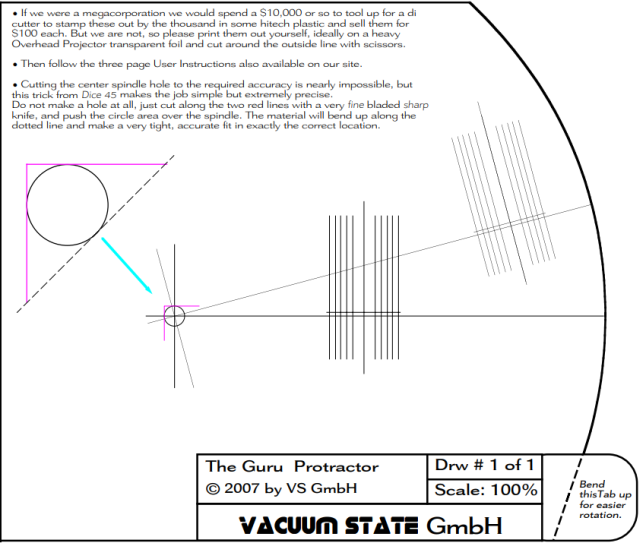 • If we were a megacorporation we would spend a $10,000 or so to tool up for a di
cutter to stamp these out by the thousand in some hitech plastic and sell them for
$100 each. But we are not, so please print them out yourself, ideally on a heavy
Overhead Projector transparent foil and cut around the outside line with scissors.
• Then follow the three page User Instructions also available on our site.
• Cutting the center spindle hole to the required accuracy is nearly impossible, but
this trick from Dice 45 makes the job simple but extremely precise.
Do not make a hole at all, just cut along the two red lines with a very fine bladed sharp
knife, and push the circle area over the spindle. The material will bend up along the
dotted line and make a very tight, accurate fit in exactly the correct location.
The Guru Protractor
© 2007 by VS GmbH
Drw # 1 of 1
Scale: 100%
VACUUM STATE GmbH
Bend
thisTab up
for easier
rotation.